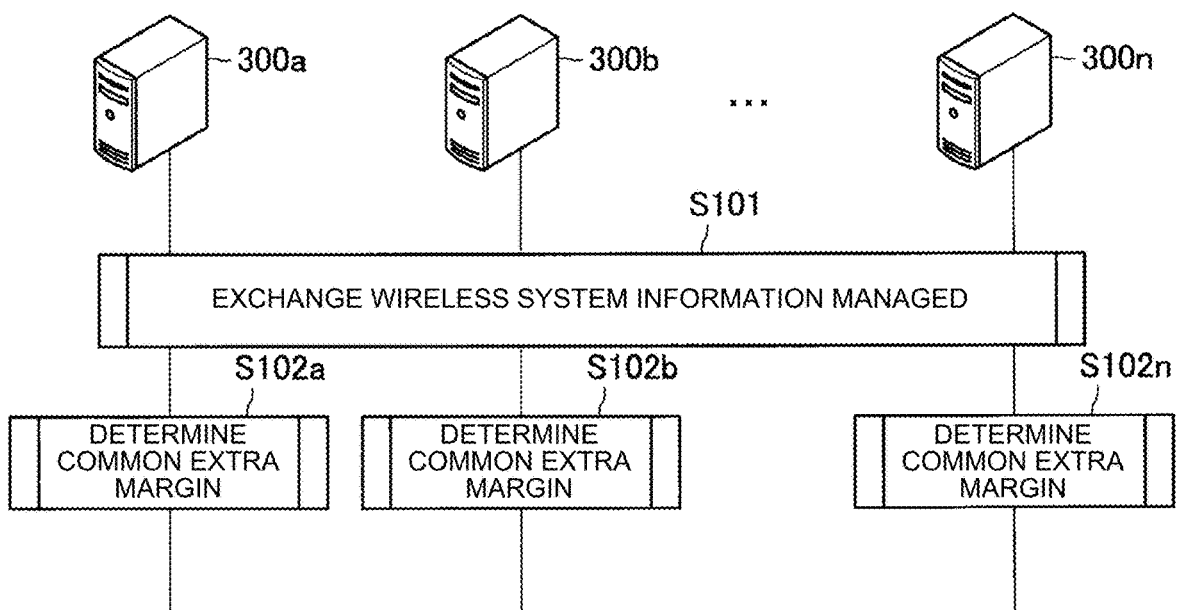 300a
300b
...
300n
S101
EXCHANGE WIRELESS SYSTEM INFORMATION MANAGED
S102a
S102b
S102n
DETERMINE
COMMON EXTRA
MARGIN
DETERMINE
COMMON EXTRA
MARGIN
DETERMINE
COMMON EXTRA
MARGIN